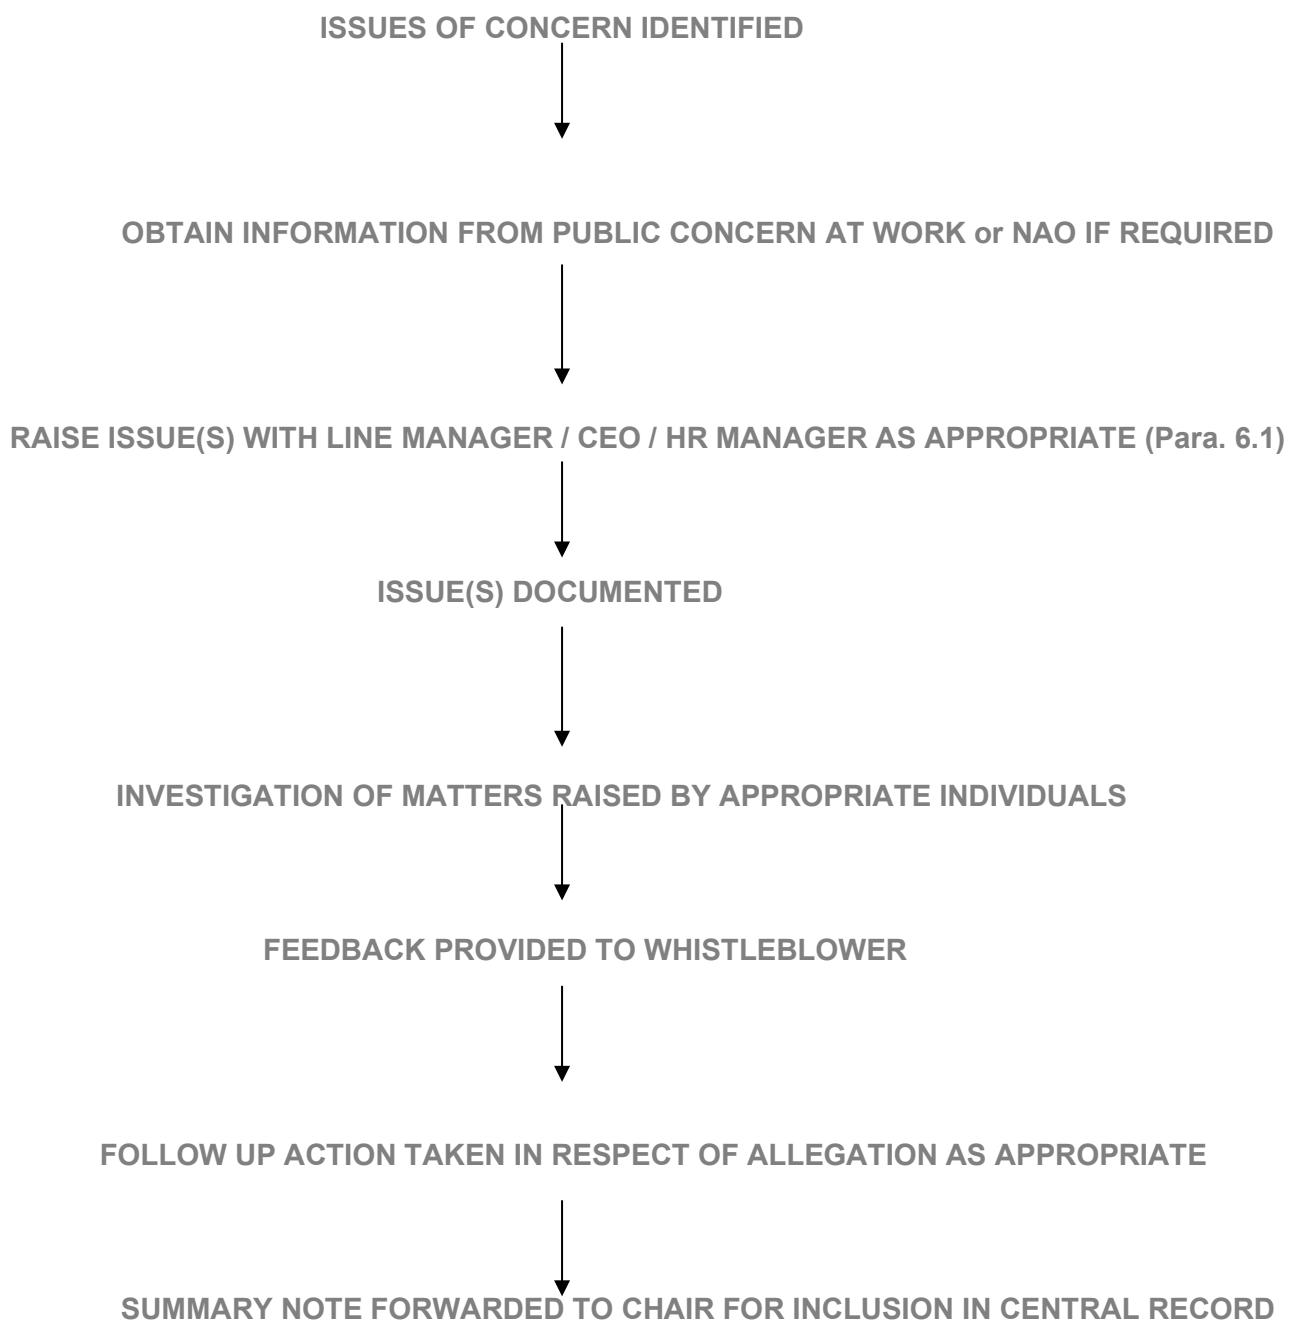 ISSUES OF CONCERN IDENTIFIED
OBTAIN INFORMATION FROM PUBLIC CONCERN AT WORK or NAO IF REQUIRED
RAISE ISSUE(S) WITH LINE MANAGER / CEO / HR MANAGER AS APPROPRIATE (Para. 6.1)
ISSUE(S) DOCUMENTED
INVESTIGATION OF MATTERS RAISED BY APPROPRIATE INDIVIDUALS
FEEDBACK PROVIDED TO WHISTLEBLOWER
FOLLOW UP ACTION TAKEN IN RESPECT OF ALLEGATION AS APPROPRIATE
SUMMARY NOTE FORWARDED TO CHAIR FOR INCLUSION IN CENTRAL RECORD